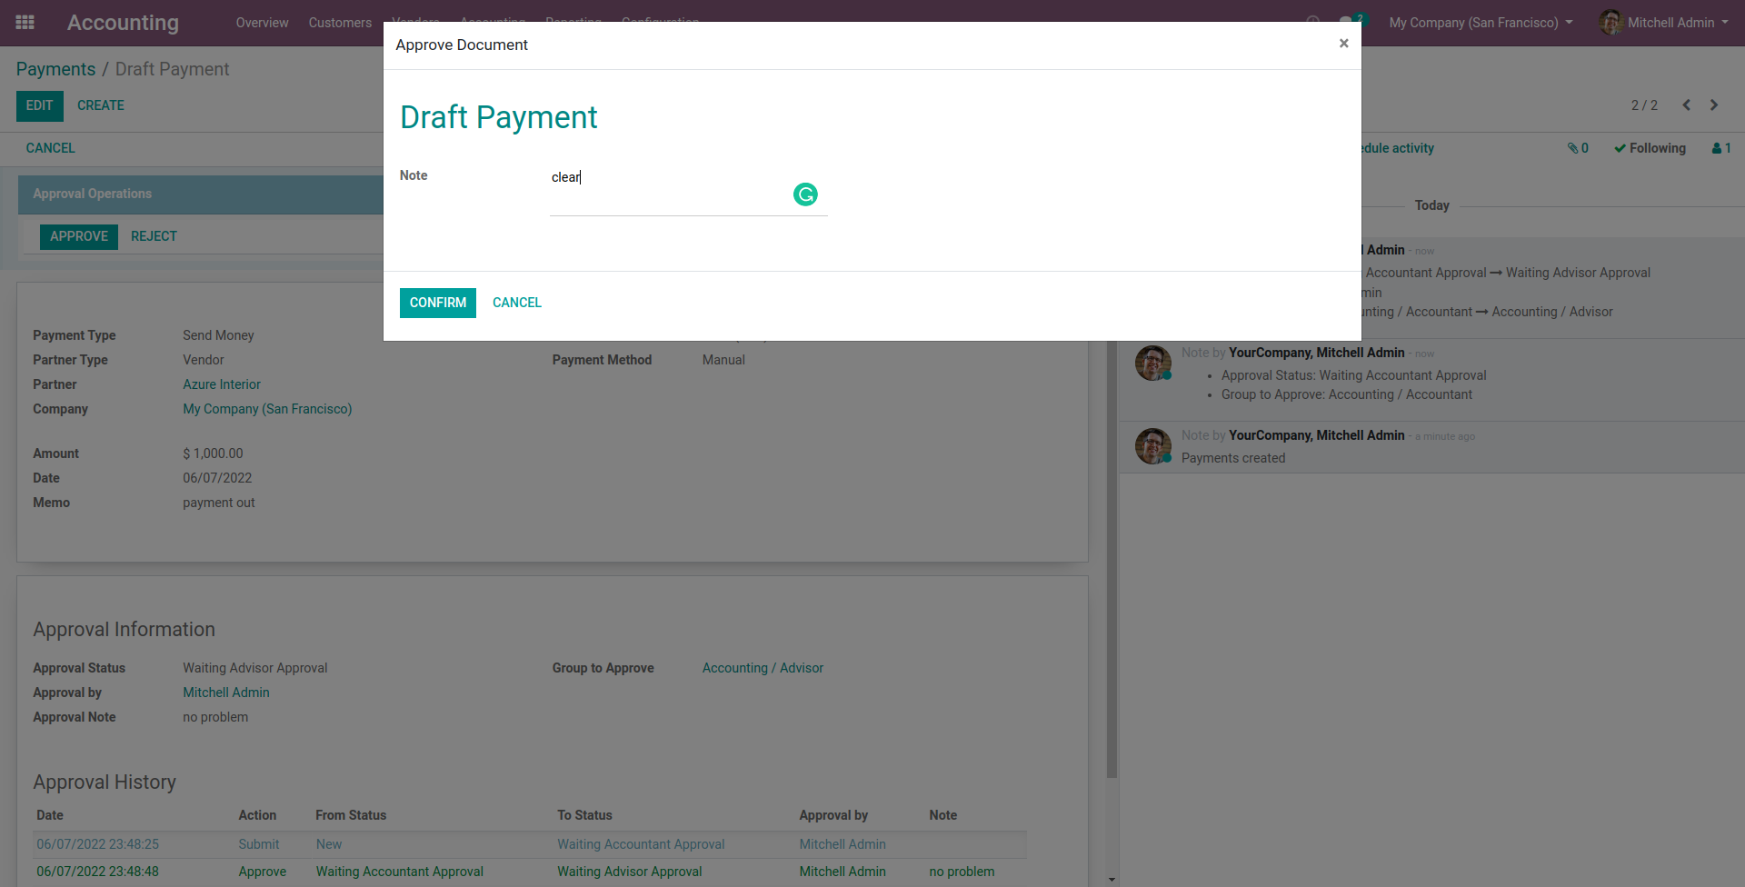 Accounting
Overview Customers Vendors Accounting Reporting Configuration 2 My Company (San Francisco) Mitchell Admin
Approve Document ×
Payments / Draft Payment
EDIT CREATE 2 / 2
Draft Payment
CANCEL edule activity 0 Following 1
Note clear
Approval Operations
Today
APPROVE REJECT
l Admin - now
Accountant Approval → Waiting Advisor Approval
min
unting / Accountant → Accounting / Advisor
CONFIRM CANCEL
Payment Type Send Money
Partner Type Vendor Payment Method Manual
Partner Azure Interior
Company My Company (San Francisco)
Amount $ 1,000.00
Date 06/07/2022
Memo payment out
Note by YourCompany, Mitchell Admin - now
• Approval Status: Waiting Accountant Approval
• Group to Approve: Accounting / Accountant
Note by YourCompany, Mitchell Admin - a minute ago
Payments created
Approval Information
Approval Status Waiting Advisor Approval Group to Approve Accounting / Advisor
Approval by Mitchell Admin
Approval Note no problem
Approval History
Date Action From Status To Status Approval by Note
06/07/2022 23:48:25 Submit New Waiting Accountant Approval Mitchell Admin
06/07/2022 23:48:48 Approve Waiting Accountant Approval Waiting Advisor Approval Mitchell Admin no problem